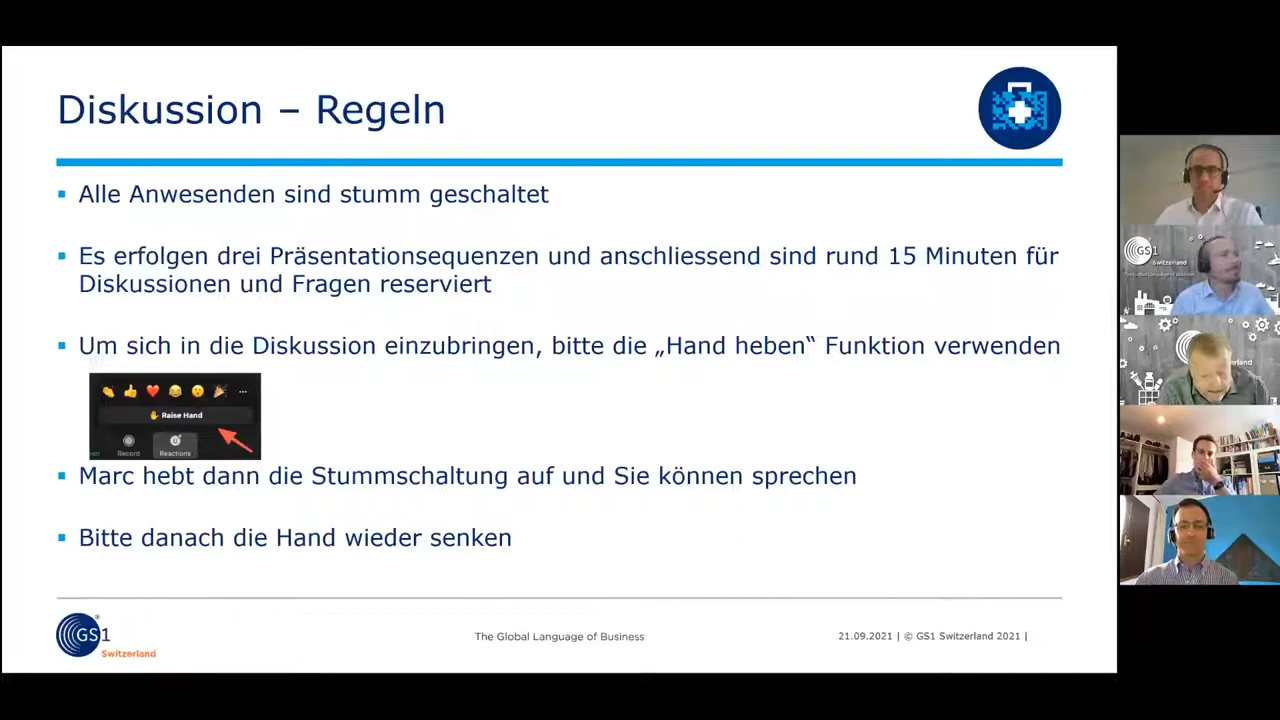 Diskussion – Regeln
▪ Alle Anwesenden sind stumm geschaltet
▪ Es erfolgen drei Präsentationsequenzen und anschliessend sind rund 15 Minuten für
Diskussionen und Fragen reserviert
▪ Um sich in die Diskussion einzubringen, bitte die „Hand heben“ Funktion verwenden
Raise Hand
Record Reactions
▪ Marc hebt dann die Stummschaltung auf und Sie können sprechen
▪ Bitte danach die Hand wieder senken
GS1
Switzerland
The Global Language of Business
21.09.2021 | © GS1 Switzerland 2021 |
GS1
Switzerland